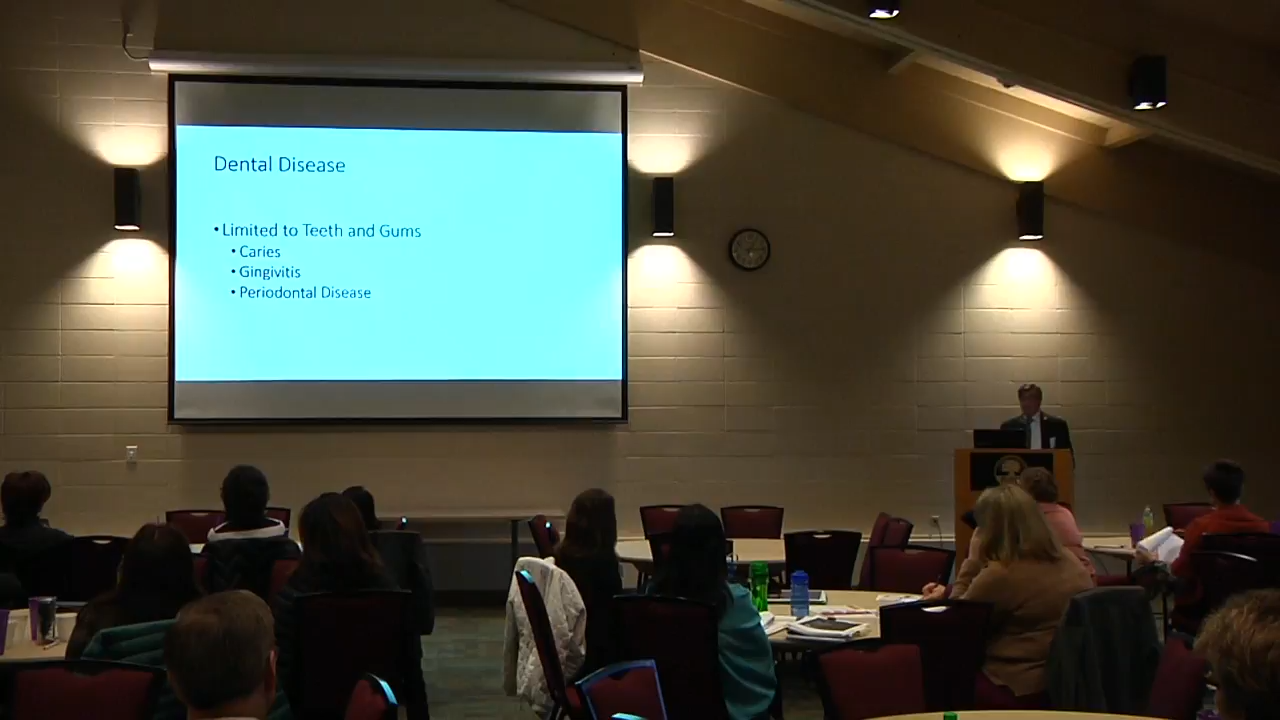 Dental Disease
• Limited to Teeth and Gums
• Caries
• Gingivitis
• Periodontal Disease